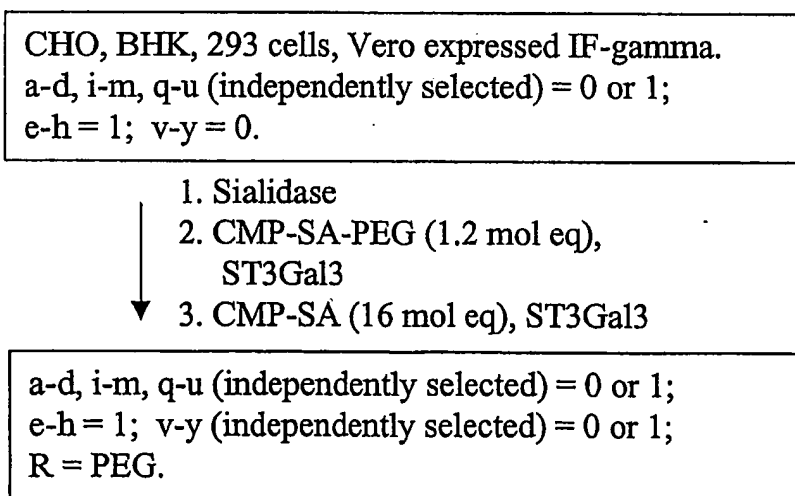 CHO, BHK, 293 cells, Vero expressed IF-gamma.
a-d, i-m, q-u (independently selected) = 0 or 1;
e-h = 1; v-y = 0.
1. Sialidase
2. CMP-SA-PEG (1.2 mol eq),
ST3Gal3
3. CMP-SA (16 mol eq), ST3Gal3
a-d, i-m, q-u (independently selected) = 0 or 1;
e-h = 1; v-y (independently selected) = 0 or 1;
R = PEG.